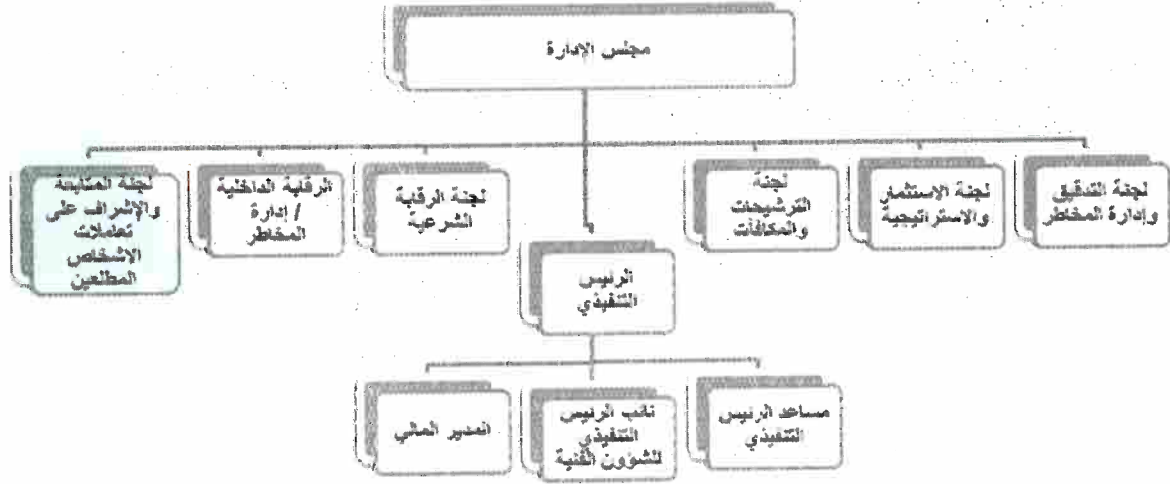 مجلس الإدارة
لجنة التدقيق
وإدارة المخاطر
لجنة الاستثمار
والاستراتيجية
لجنة
الترشيحات
والمكافآت
لجنة الرقابة
الشرعية
الرقابة الداخلية
/ إدارة
المخاطر
لجنة المتابعة
والإشراف على
تعاملات
الاشخاص
المطلعين
الرئيس
التنفيذي
مساعد الرئيس
التنفيذي
نائب الرئيس
التنفيذي
للشؤون الفنية
المدير المالي